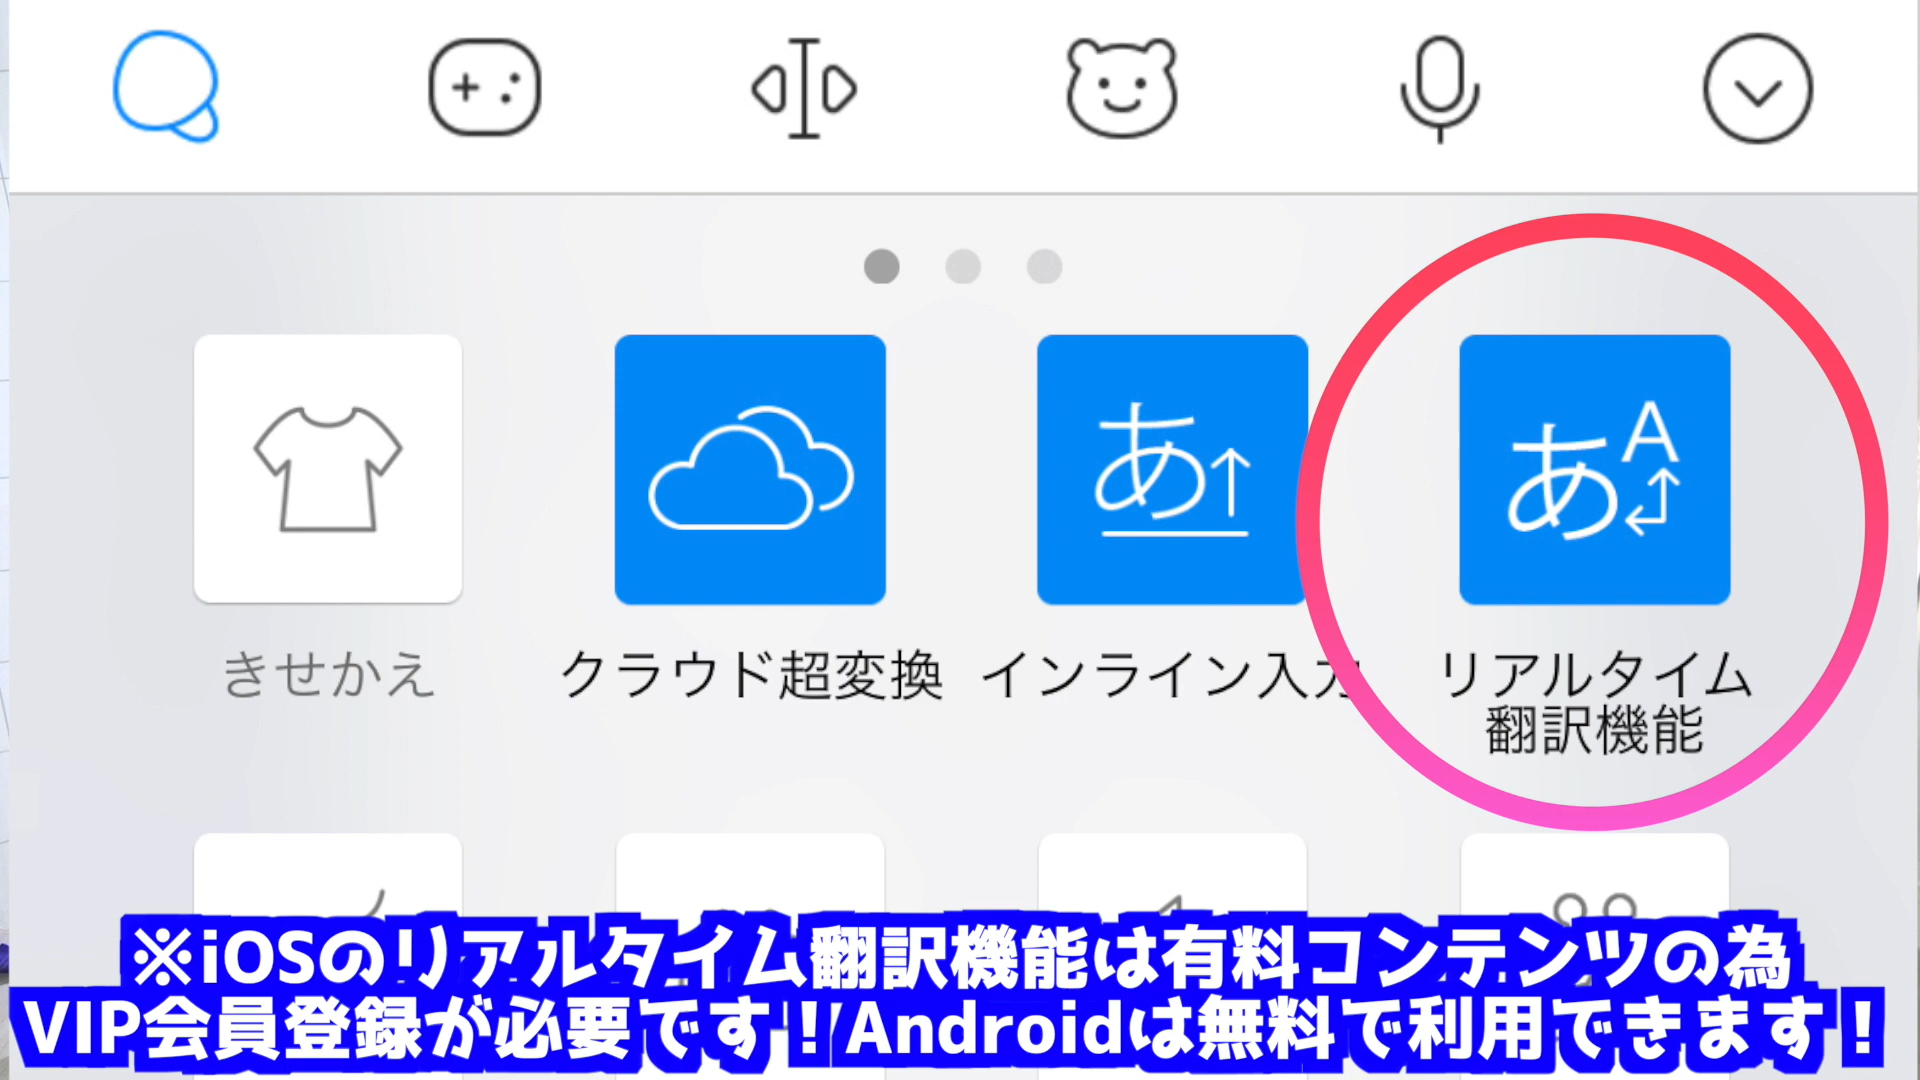 あ↑
あA
きせかえ
クラウド超変換
インライン入力
リアルタイム
翻訳機能
※iOSのリアルタイム翻訳機能は有料コンテンツの為
VIP会員登録が必要です！Androidは無料で利用できます！